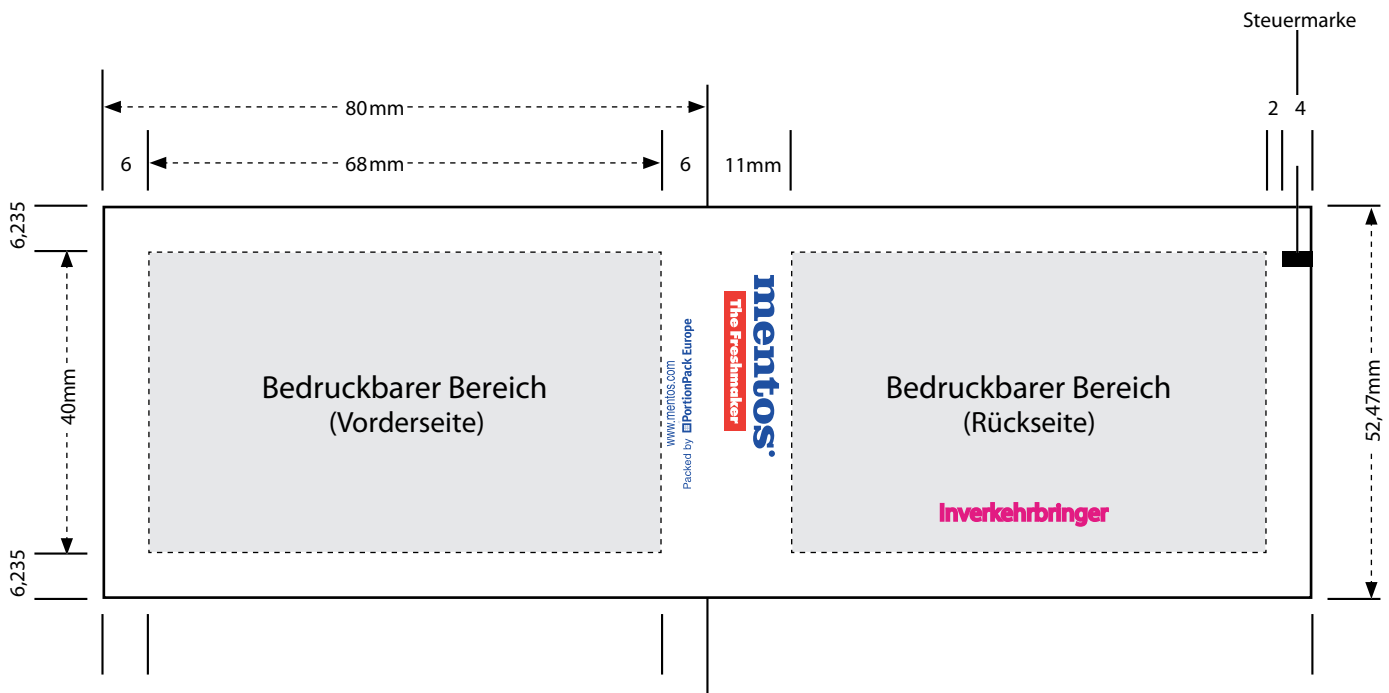 Steuermarke
80mm
2 4
6 68mm 6 11mm
6,235
40mm
6,235
52,47mm
Bedruckbarer Bereich
(Vorderseite)
www.mentos.com
Packed by PortionPack Europe
The Freshmaker
mentos
Bedruckbarer Bereich
(Rückseite)
Inverkehrbringer